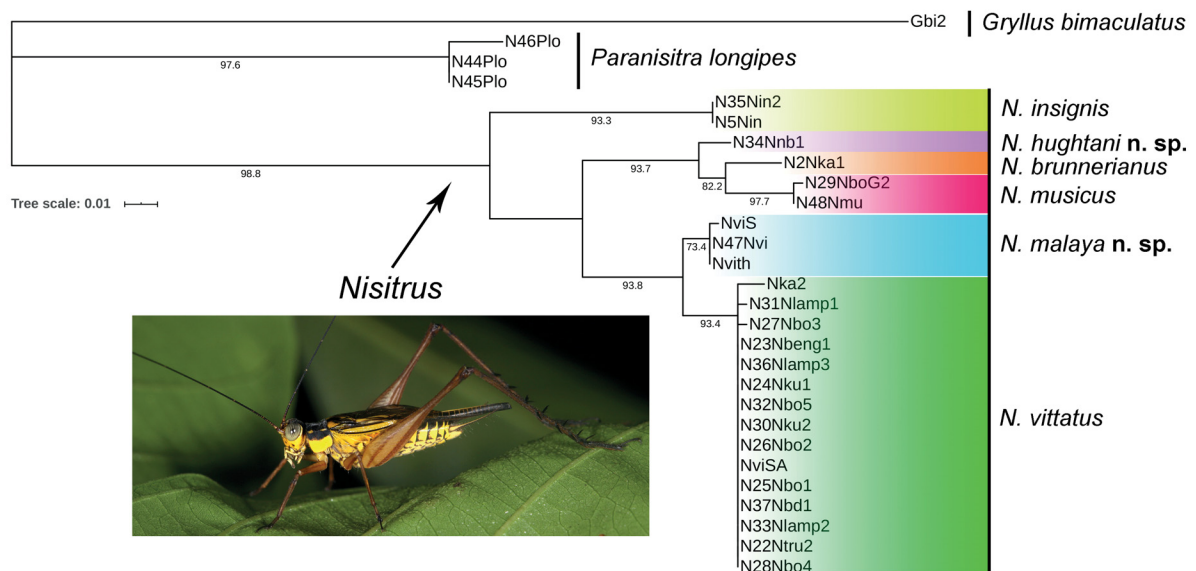 Gbi2
Gryllus bimaculatus
N46Plo
N44Plo
N45Plo
97.6
Paranisitra longipes
N35Nin2
N5Nin
93.3
N. insignis
N34Nnb1
N. hughtani n. sp.
N2Nka1
N. brunnerianus
93.7
82.2
N29NboG2
N48Nmu
97.7
N. musicus
98.8
Tree scale: 0.01
NviS
N47Nvi
Nvith
73.4
N. malaya n. sp.
93.8
Nisitrus
Nka2
N31Nlamp1
N27Nbo3
93.4
N23Nbeng1
N36Nlamp3
N24Nku1
N32Nbo5
N30Nku2
N26Nbo2
NviSA
N25Nbo1
N37Nbd1
N33Nlamp2
N22Ntru2
N28Nbo4
N. vittatus